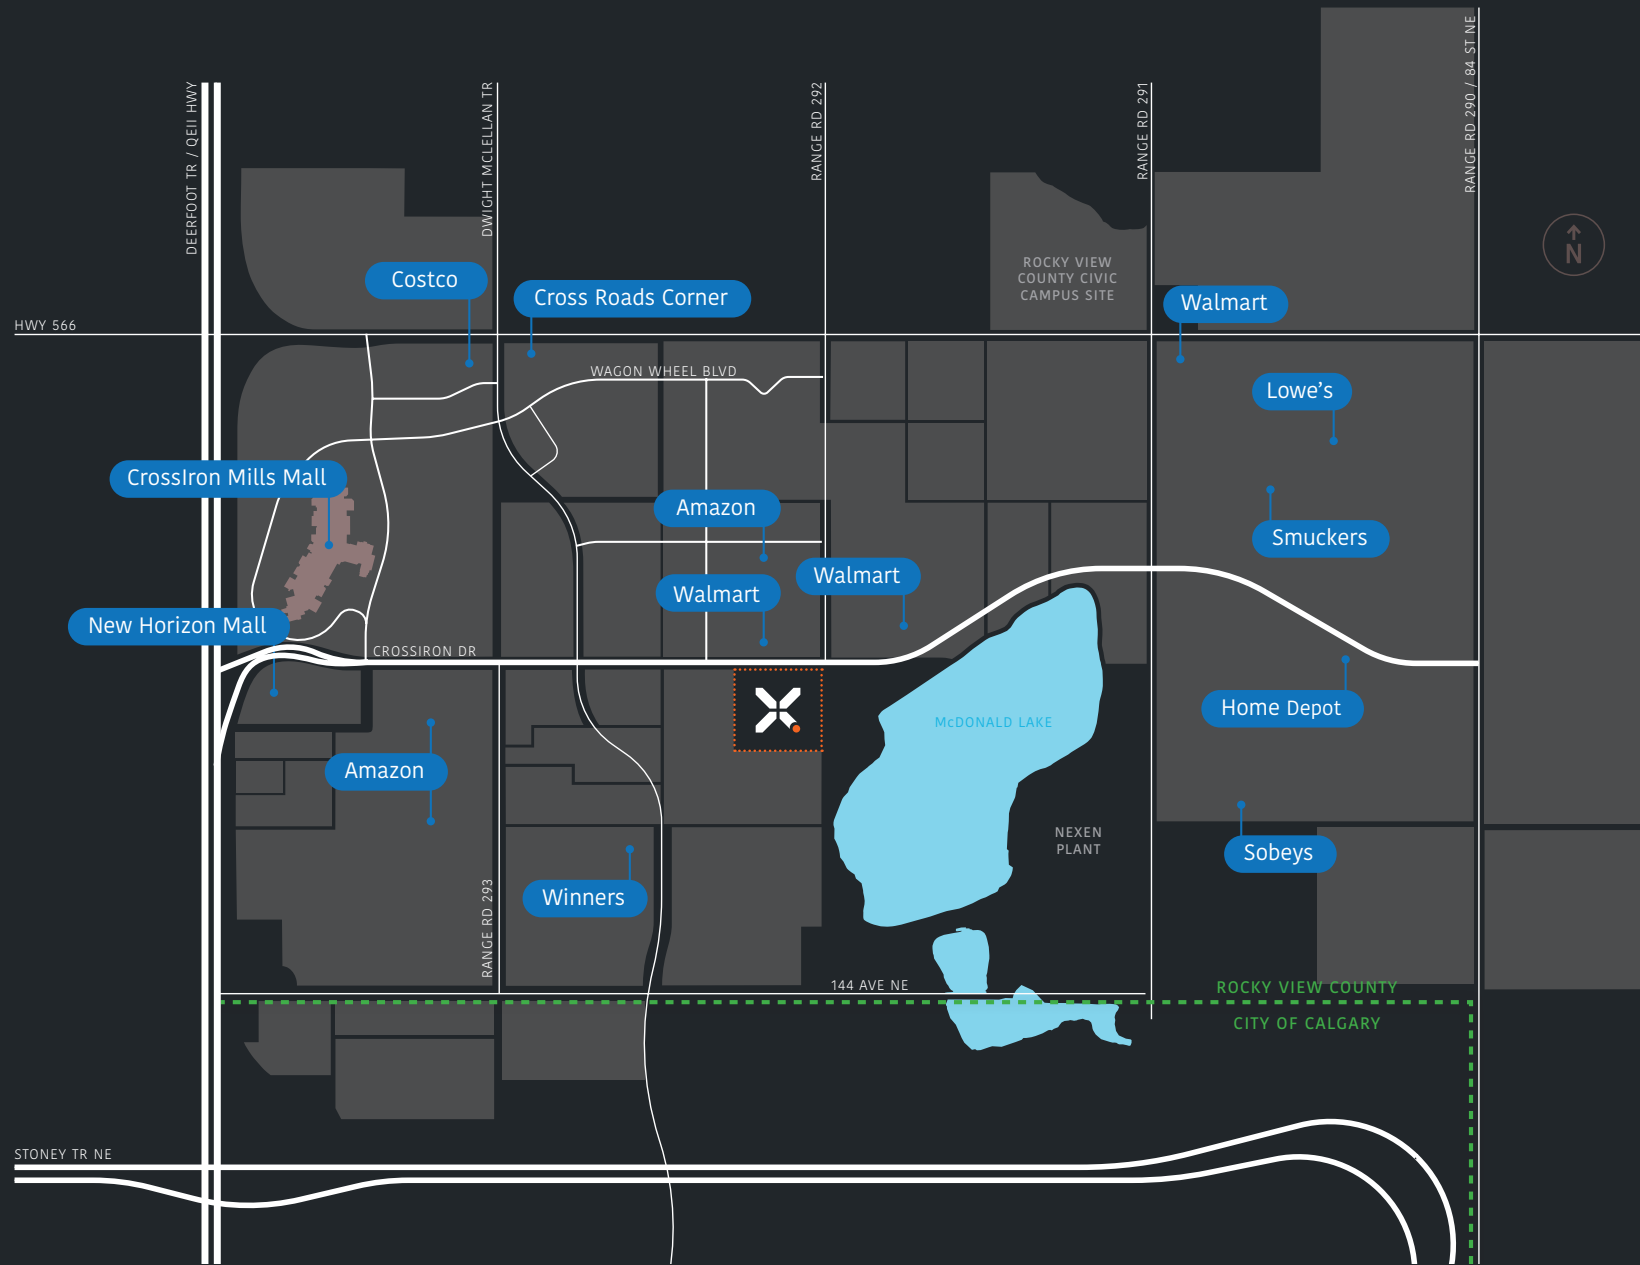 DEERFOOT TR / QEII HWY
DWIGHT MCLELLAN TR
RANGE RD 292
RANGE RD 291
RANGE RD 290 / 84 ST NE
N
ROCKY VIEW
COUNTY CIVIC
CAMPUS SITE
Costco
Cross Roads Corner
Walmart
HWY 566
WAGON WHEEL BLVD
Lowe's
CrossIron Mills Mall
Amazon
Smuckers
Walmart
Walmart
New Horizon Mall
CROSSIRON DR
Home Depot
McDONALD LAKE
Amazon
NEXEN
PLANT
Sobeys
Winners
RANGE RD 293
144 AVE NE
ROCKY VIEW COUNTY
CITY OF CALGARY
STONEY TR NE